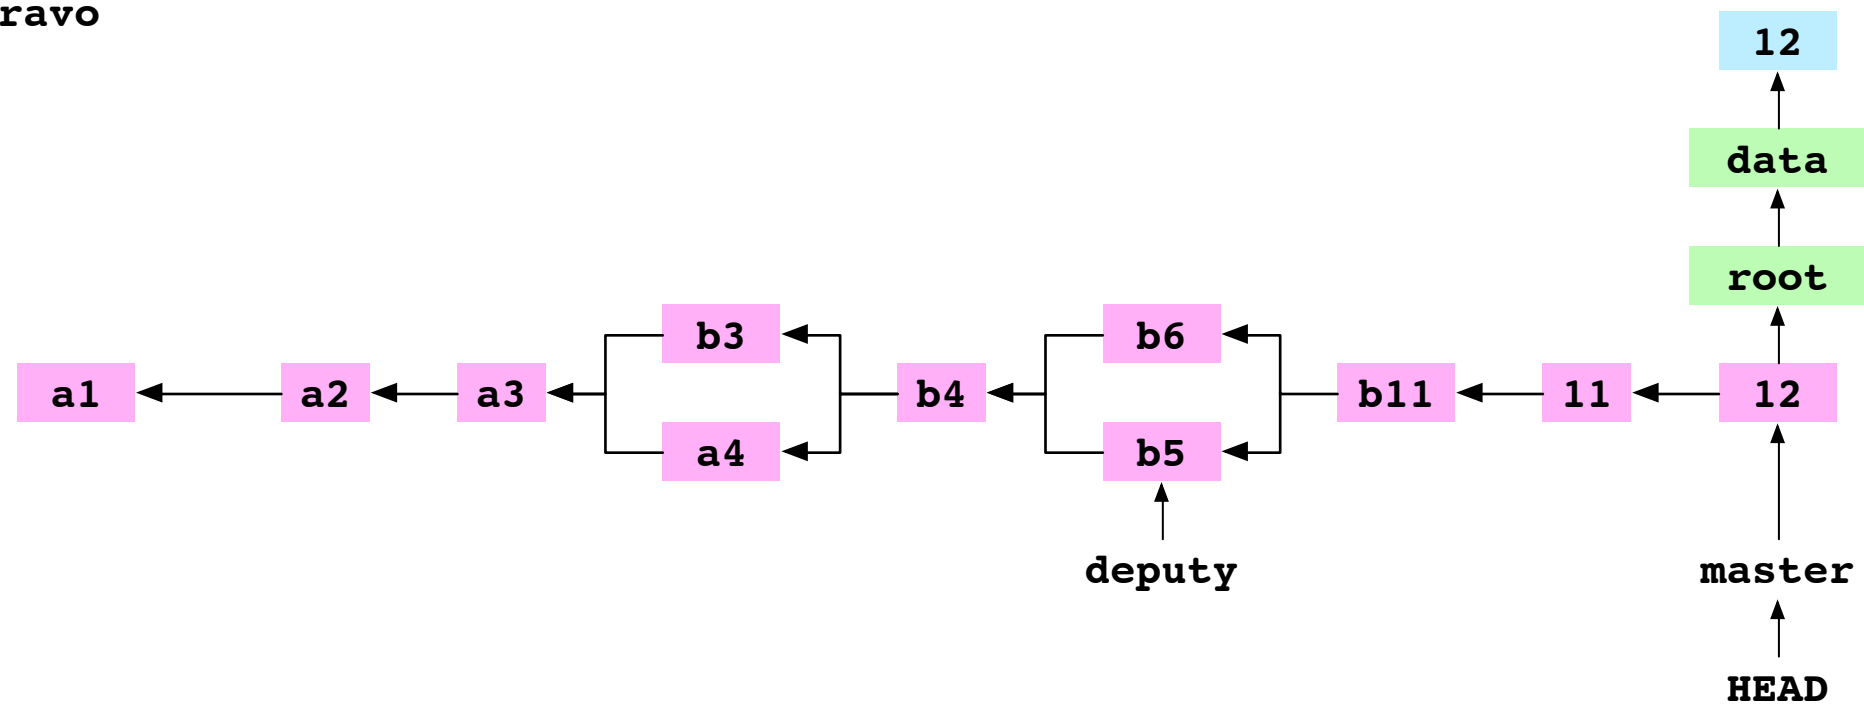 ravo
12
data
root
b3 b6
a1 a2 a3 b4 b11 11 12
a4 b5
deputy master
HEAD